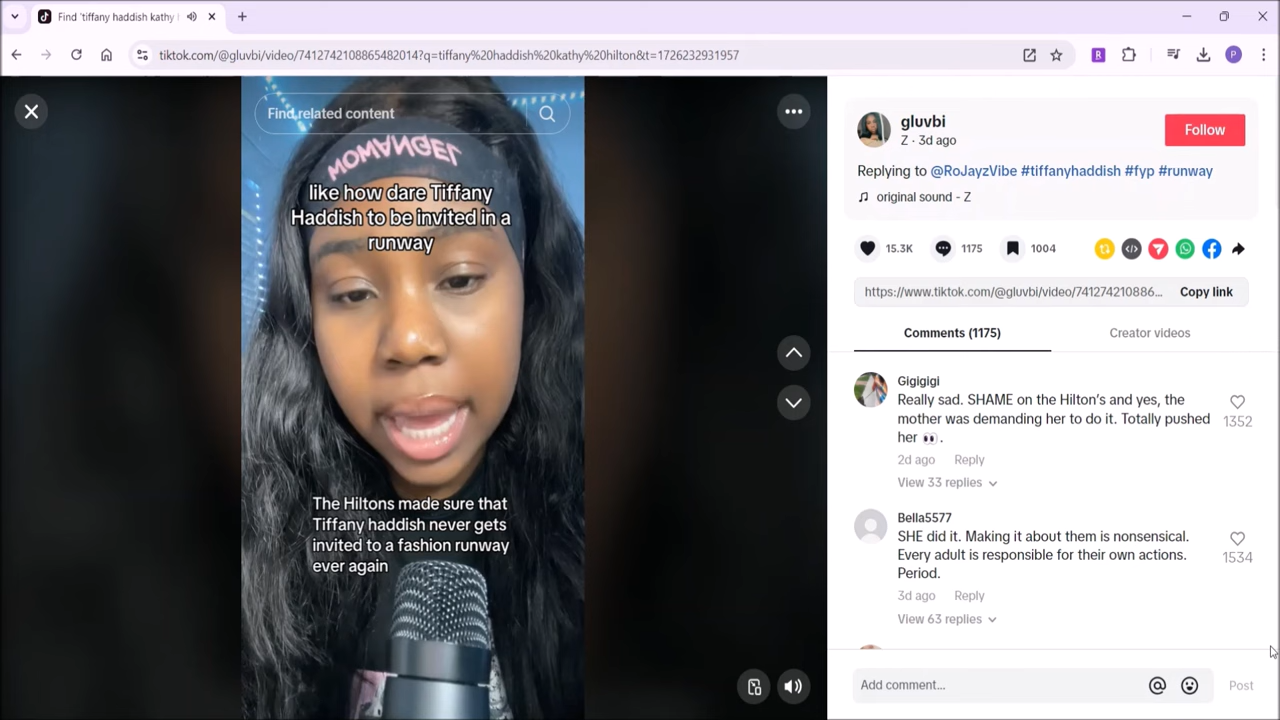 Find 'tiffany haddish kathy
tiktok.com/@gluvbi/video/7412742108865482014?q=tiffany%20haddish%20kathy%20hilton&t=1726232931957
R
P
Find related content
MOMANGEL
like how dare Tiffany
Haddish to be invited in a
runway
The Hiltons made sure that
Tiffany haddish never gets
invited to a fashion runway
ever again
gluvbi
Z · 3d ago
Follow
Replying to @RoJayzVibe #tiffanyhaddish #fyp #runway
original sound - Z
15.3K
1175
1004
https://www.tiktok.com/@gluvbi/video/741274210886...
Copy link
Comments (1175)
Creator videos
Gigigigi
Really sad. SHAME on the Hilton's and yes, the
mother was demanding her to do it. Totally pushed
her 👀.
1352
2d ago
Reply
View 33 replies
Bella5577
SHE did it. Making it about them is nonsensical.
Every adult is responsible for their own actions.
Period.
1534
3d ago
Reply
View 63 replies
Add comment...
Post